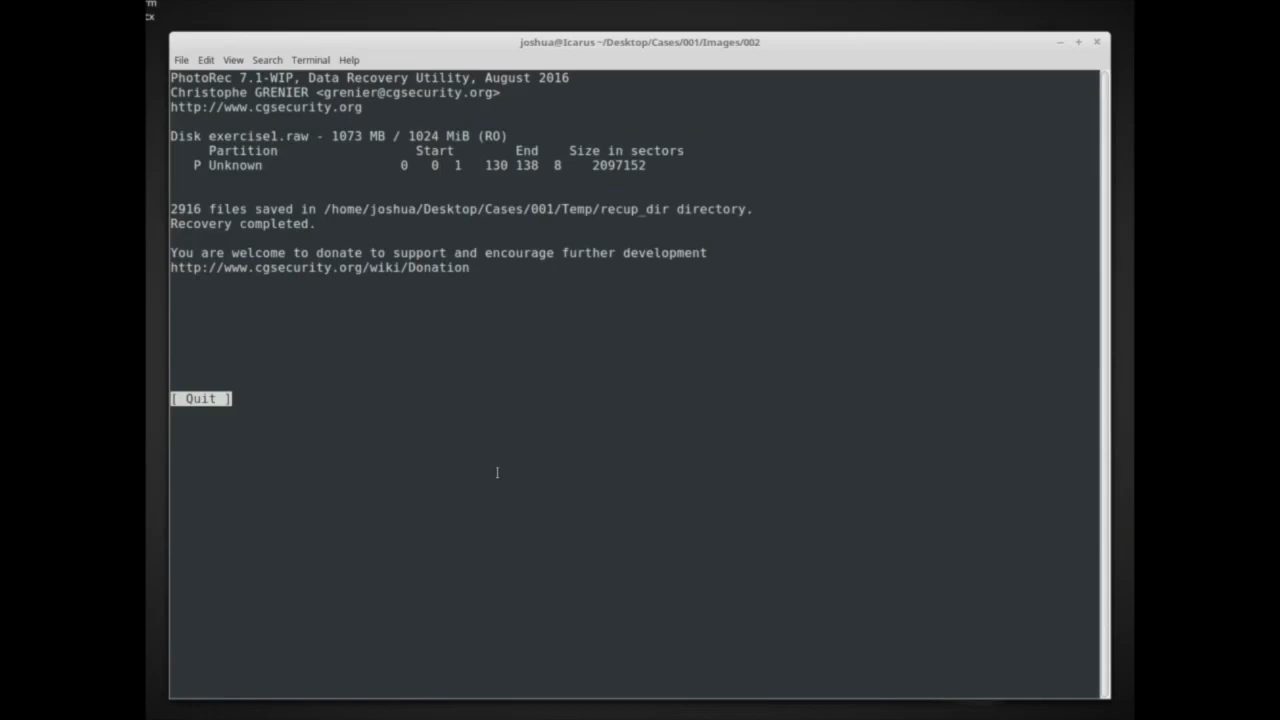 rm
cx
joshua@Icarus ~/Desktop/Cases/001/Images/002
File Edit View Search Terminal Help
PhotoRec 7.1-WIP, Data Recovery Utility, August 2016
Christophe GRENIER <grenier@cgsecurity.org>
http://www.cgsecurity.org
Disk exercise1.raw - 1073 MB / 1024 MiB (RO)
Partition Start End Size in sectors
P Unknown 0 0 1 130 138 8 2097152
2916 files saved in /home/joshua/Desktop/Cases/001/Temp/recup_dir directory.
Recovery completed.
You are welcome to donate to support and encourage further development
http://www.cgsecurity.org/wiki/Donation
[ Quit ]